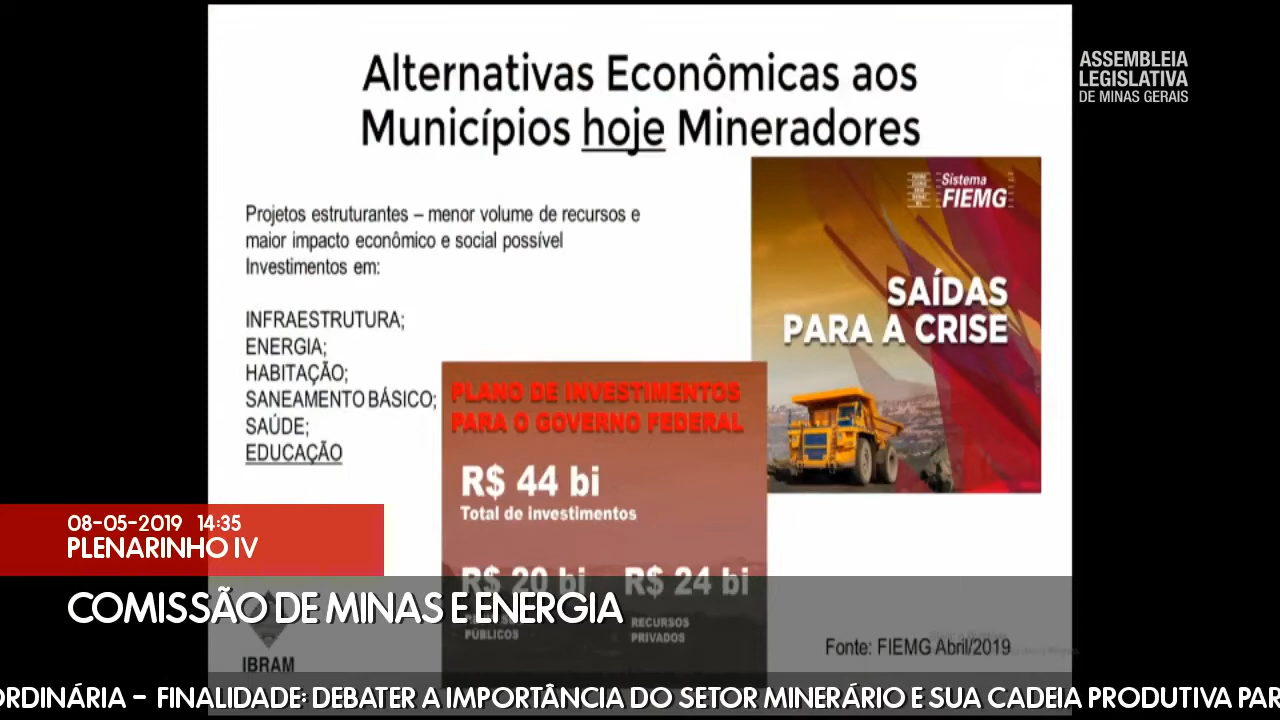 Alternativas Econômicas aos
Municípios hoje Mineradores
ASSEMBLEIA
LEGISLATIVA
DE MINAS GERAIS
Sistema
FIEMG
SAÍDAS
PARA A CRISE
Projetos estruturantes – menor volume de recursos e
maior impacto econômico e social possível
Investimentos em:
INFRAESTRUTURA;
ENERGIA;
HABITAÇÃO;
SANEAMENTO BÁSICO;
SAÚDE;
EDUCAÇÃO
PLANO DE INVESTIMENTOS
PARA O GOVERNO FEDERAL
R$ 44 bi
Total de investimentos
R$ 20 bi
PÚBLICOS
R$ 24 bi
RECURSOS
PRIVADOS
Fonte: FIEMG Abril/2019
IBRAM
08-05-2019 14:35
PLENARINHO IV
COMISSÃO DE MINAS E ENERGIA
ORDINÁRIA – FINALIDADE: DEBATER A IMPORTÂNCIA DO SETOR MINERÁRIO E SUA CADEIA PRODUTIVA PAR